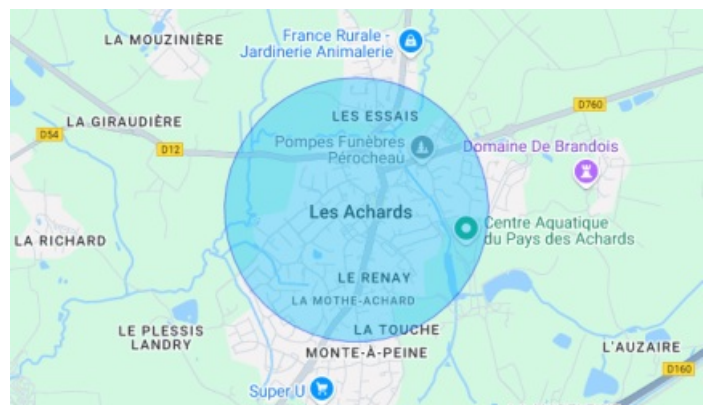 France Rurale -
Jardinerie Animalerie
LA MOUZINIÈRE
D760
LES ESSAIS
LA GIRAUDIÈRE
D54
D12
Pompes Funèbres
Pérocheau
Domaine De Brandois
Les Achards
Centre Aquatique
du Pays des Achards
LA RICHARD
LE RENAY
LA MOTHE-ACHARD
LE PLESSIS
LANDRY
LA TOUCHE
MONTE-À-PEINE
L'AUZAIRE
D160
Super U